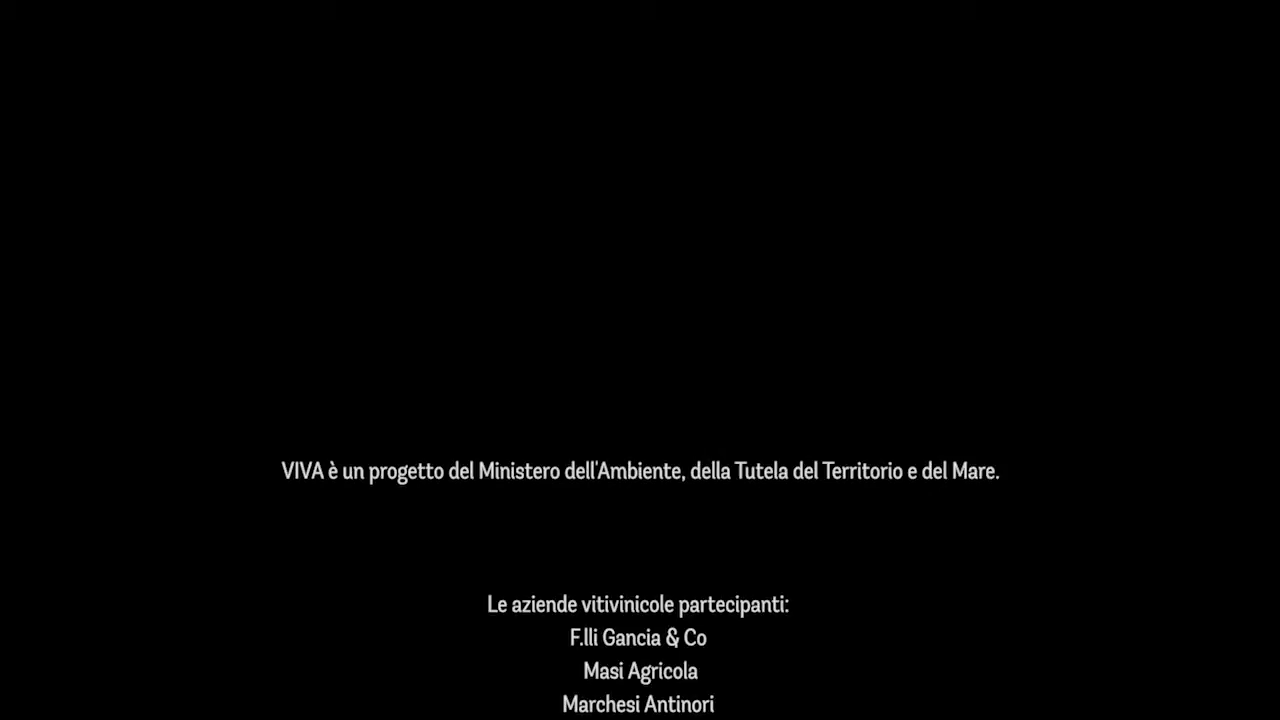 VIVA è un progetto del Ministero dell'Ambiente, della Tutela del Territorio e del Mare.
Le aziende vitivinicole partecipanti:
F.lli Gancia & Co
Masi Agricola
Marchesi Antinori